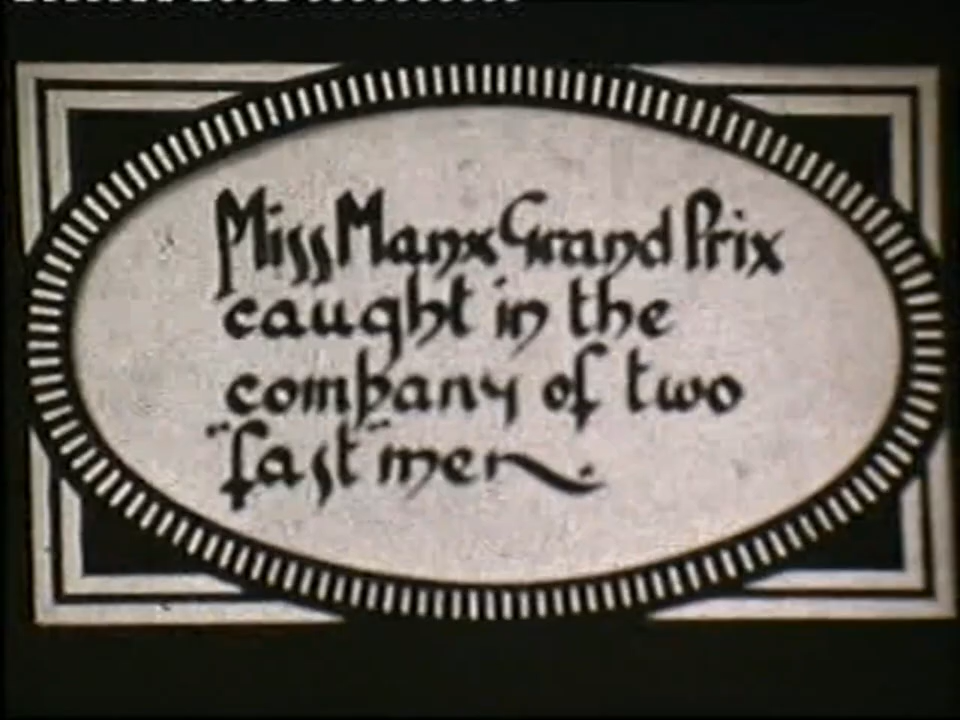 Miss Manx Grand Prix
caught in the
company of two
"fast" men.